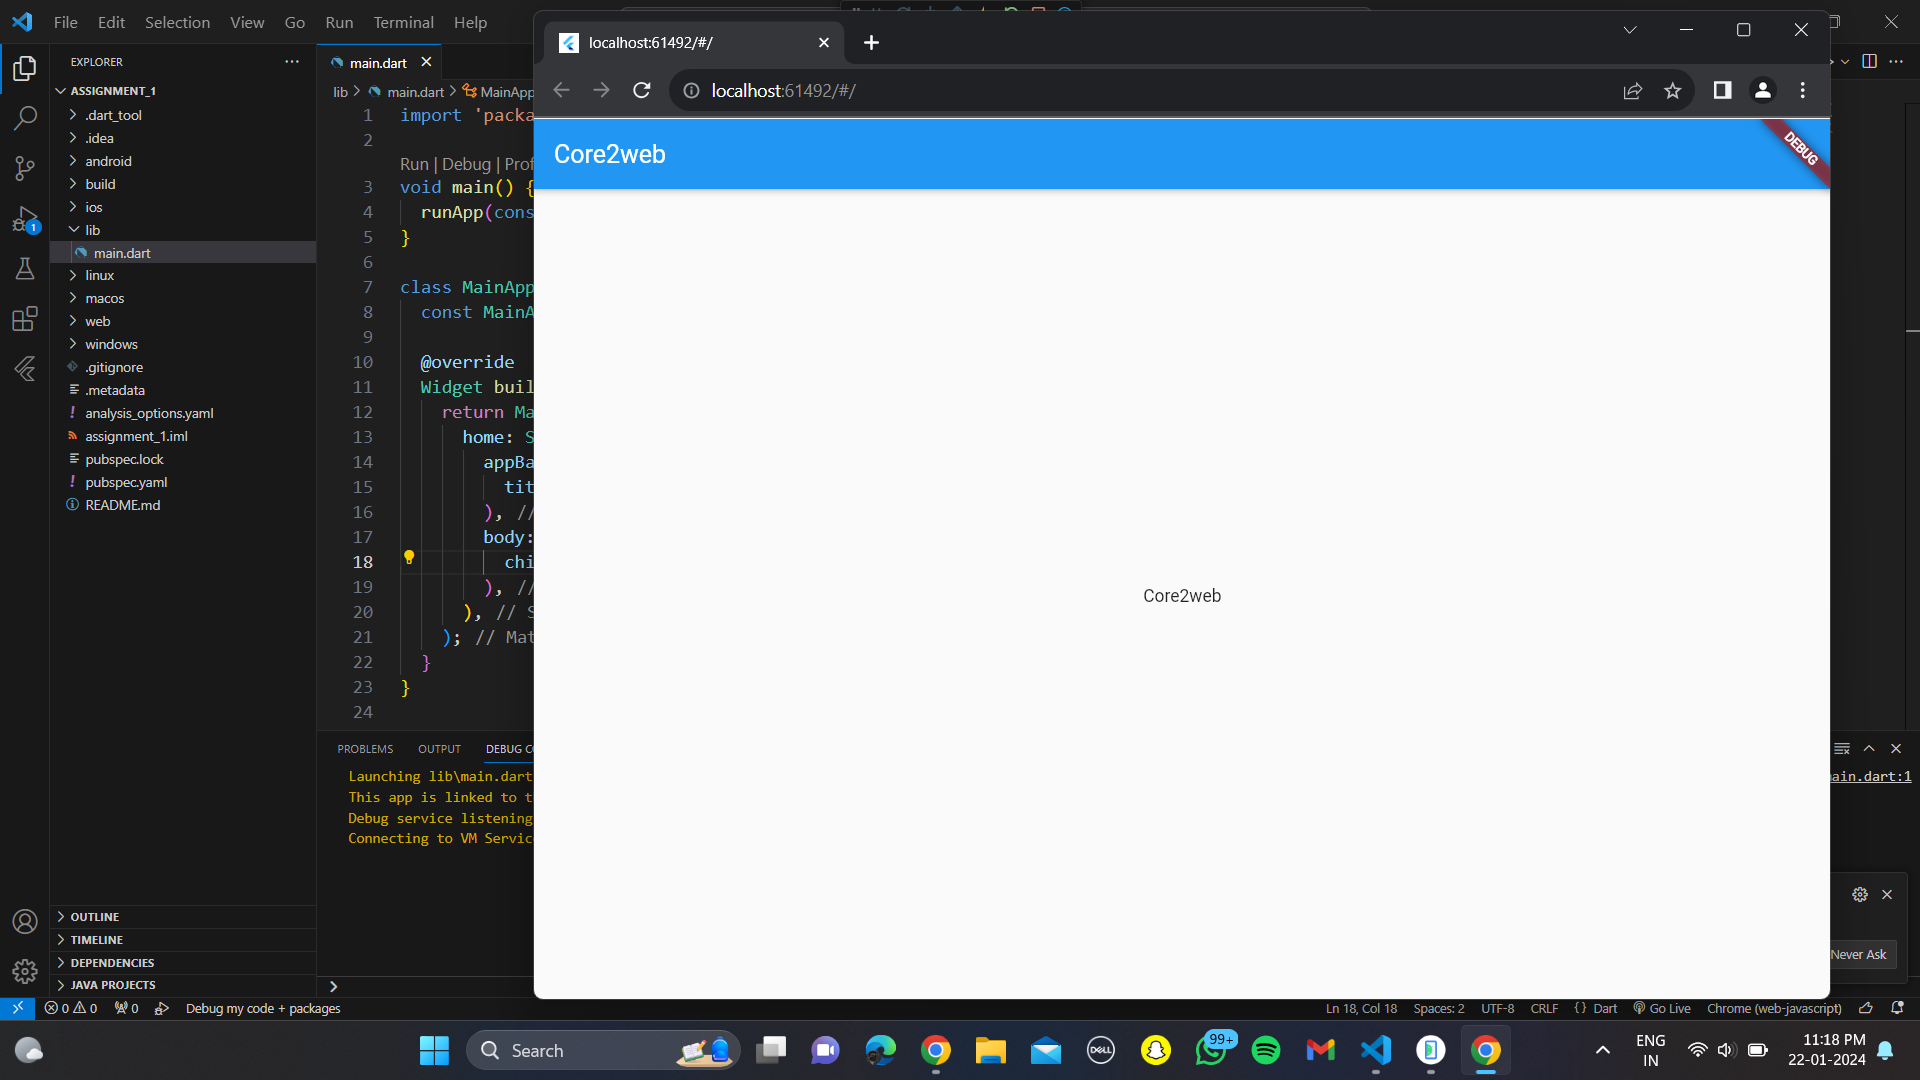 File Edit Selection View Go Run Terminal Help
EXPLORER
ASSIGNMENT_1
.dart_tool
.idea
android
build
ios
lib
main.dart
linux
macos
web
windows
.gitignore
.metadata
analysis_options.yaml
assignment_1.iml
pubspec.lock
pubspec.yaml
README.md
OUTLINE
TIMELINE
DEPENDENCIES
JAVA PROJECTS
1
main.dart
lib > main.dart > MainApp
1 import 'packa
2
Run | Debug | Prof
3 void main() {
4 runApp(cons
5 }
6
7 class MainApp
8 const MainA
9
10 @override
11 Widget buil
12 return Ma
13 home: S
14 appBa
15 tit
16 ), //
17 body:
18 chi
19 ), //
20 ), // S
21 ); // Mat
22 }
23 }
24
PROBLEMS OUTPUT DEBUG CO
Launching lib\main.dart
This app is linked to t
Debug service listening
Connecting to VM Servic
main.dart:1
Never Ask
localhost:61492/#/
localhost:61492/#/
Core2web
DEBUG
Core2web
0 0 0 Debug my code + packages
Ln 18, Col 18 Spaces: 2 UTF-8 CRLF {} Dart Go Live Chrome (web-javascript)
Search
DELL
99+
ENG
IN
11:18 PM
22-01-2024